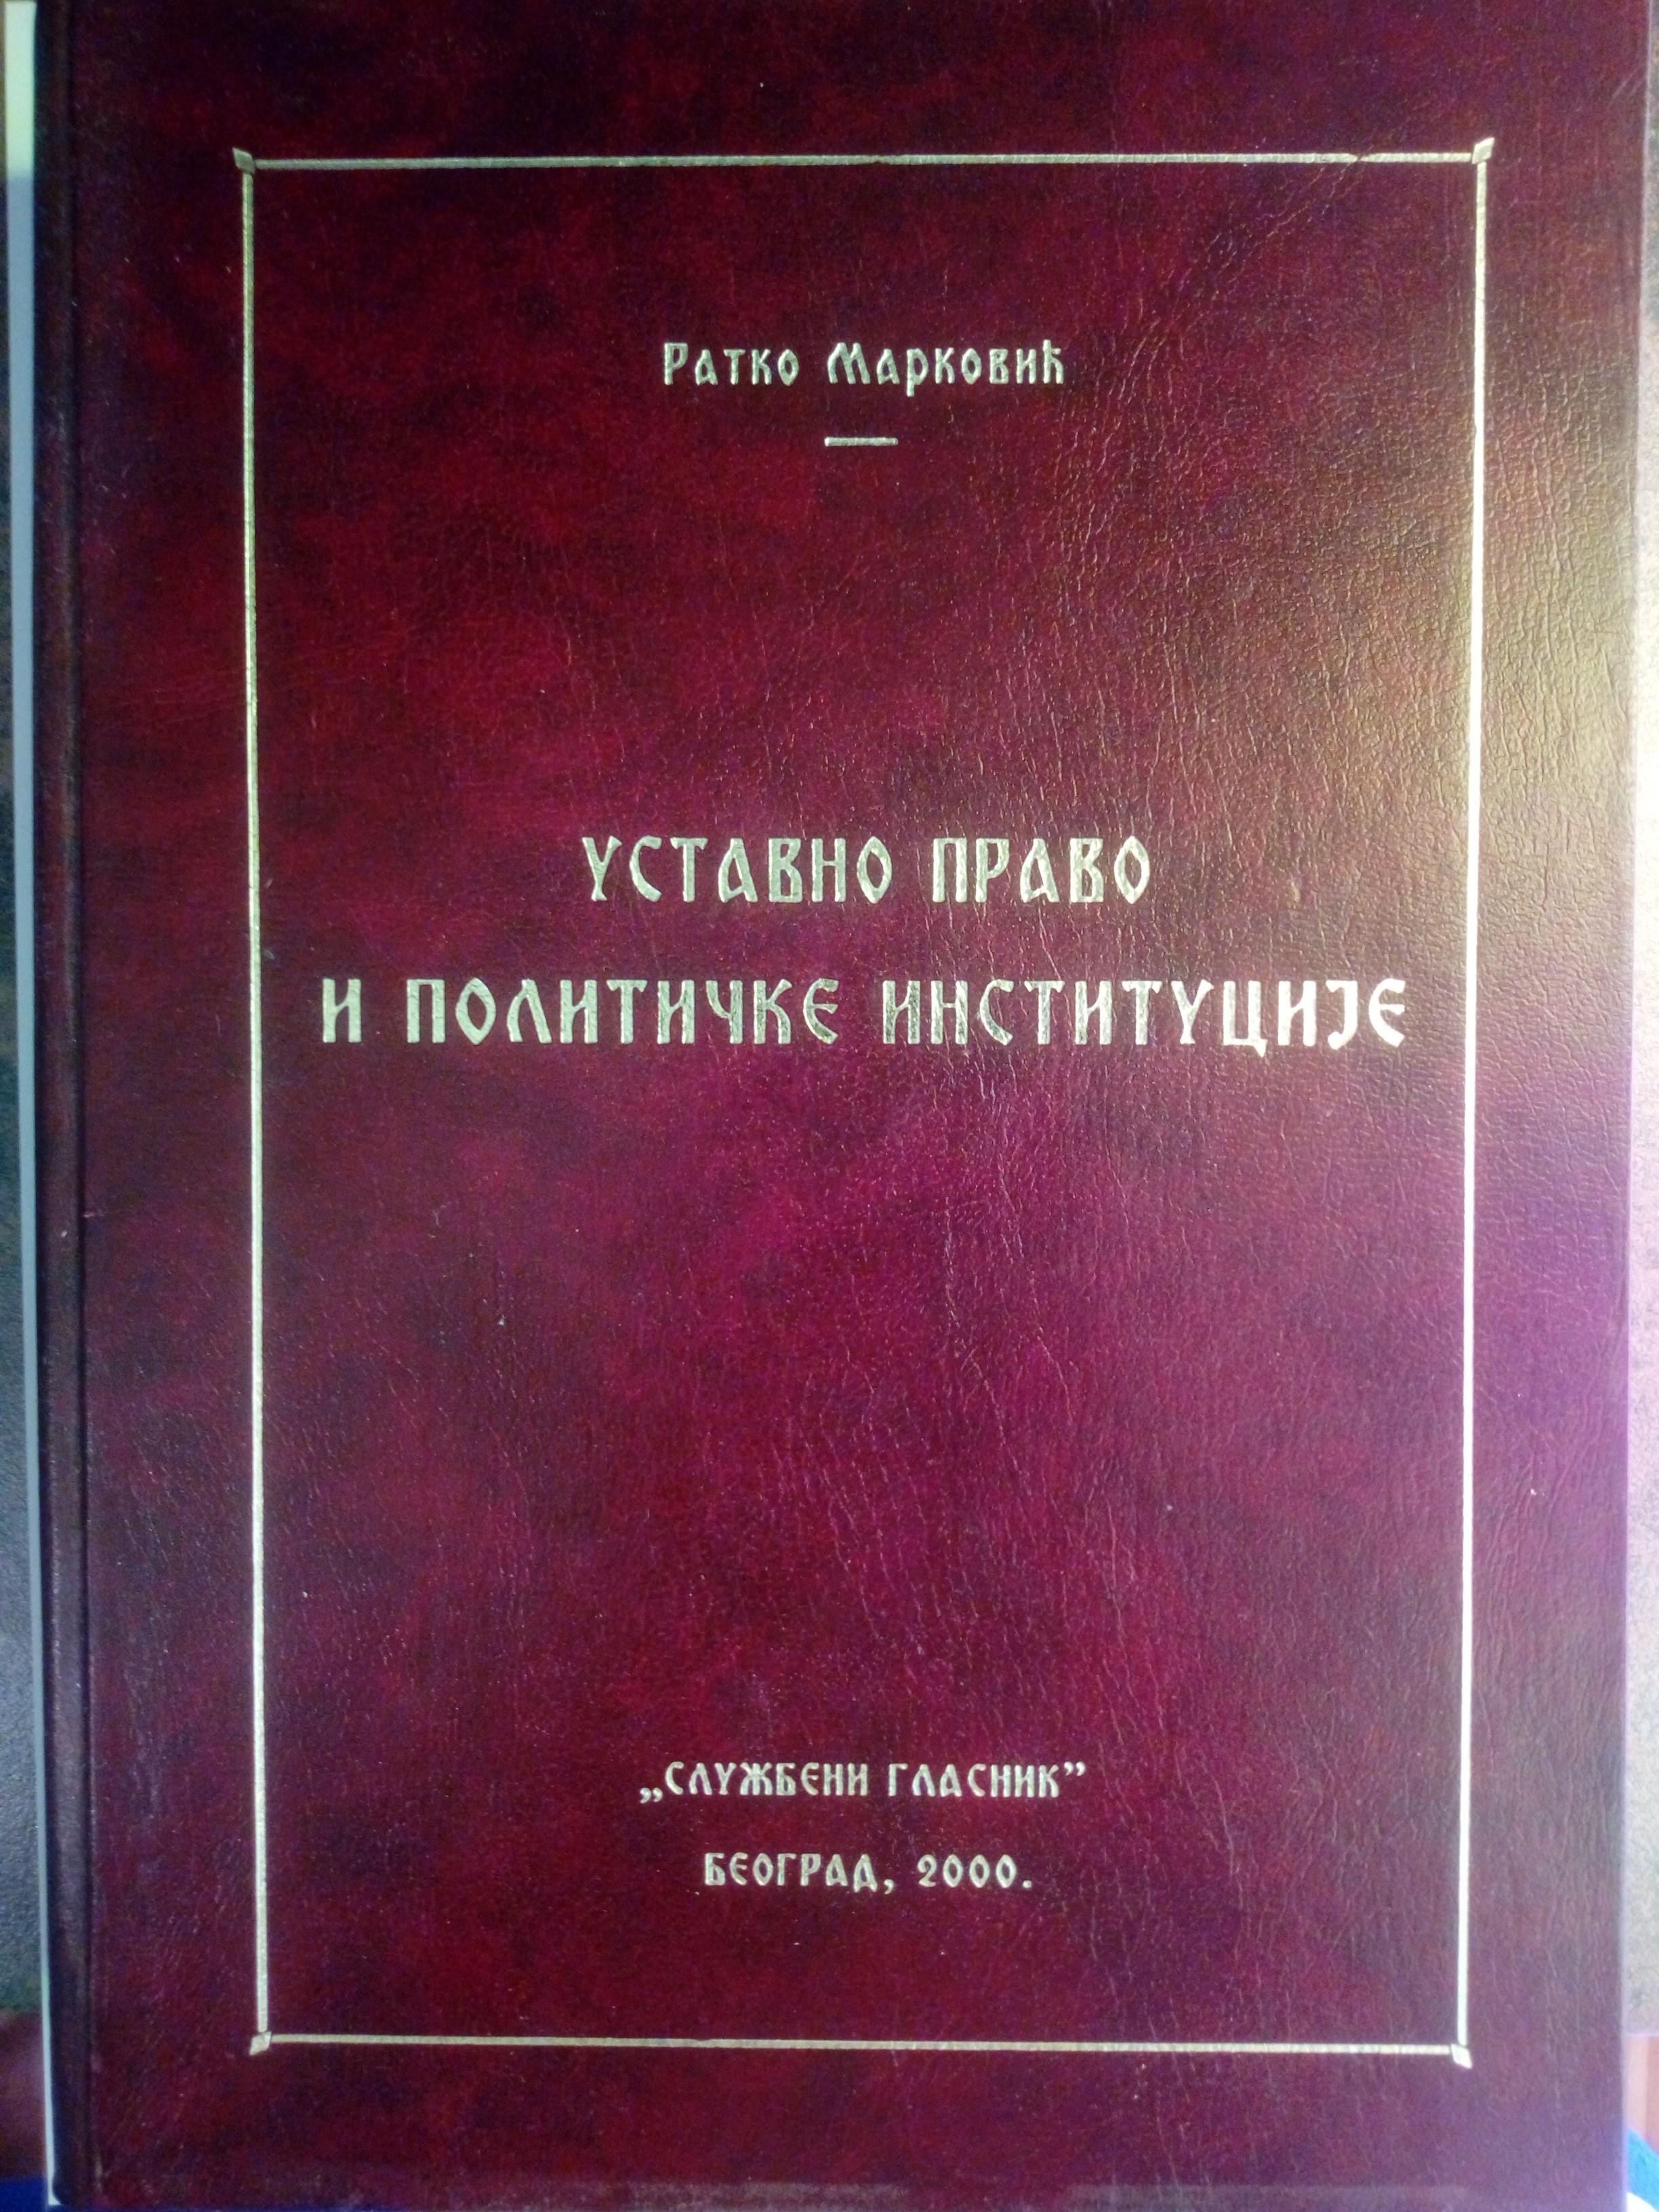 Ратко Марковић
УСТАВНО ПРАВО
И ПОЛИТИЧКЕ ИНСТИТУЦИЈЕ
„СЛУЖБЕНИ ГЛАСНИК”
БЕОГРАД, 2000.